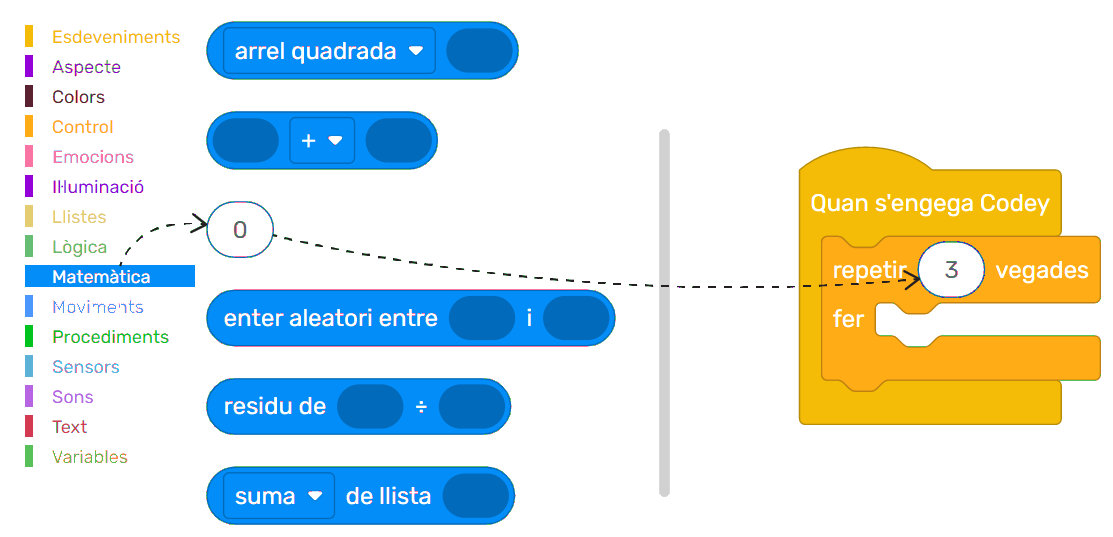 Esdeveniments
Aspecte
Colors
Control
Emocions
Il·luminació
Llistes
Lògica
Matemàtica
Moviments
Procediments
Sensors
Sons
Text
Variables
arrel quadrada
+
0
enter aleatori entre i
residu de ÷
suma de llista
Quan s'engega Codey
repetir 3 vegades
fer